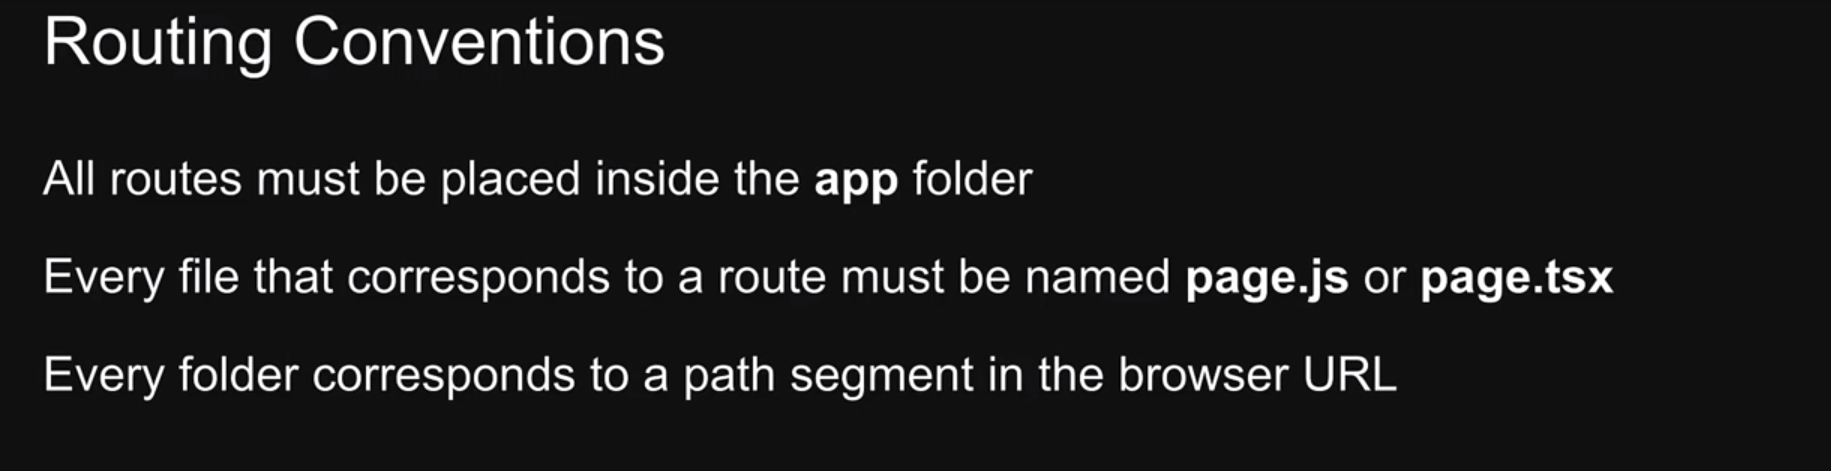 Routing Conventions
All routes must be placed inside the app folder
Every file that corresponds to a route must be named page.js or page.tsx
Every folder corresponds to a path segment in the browser URL